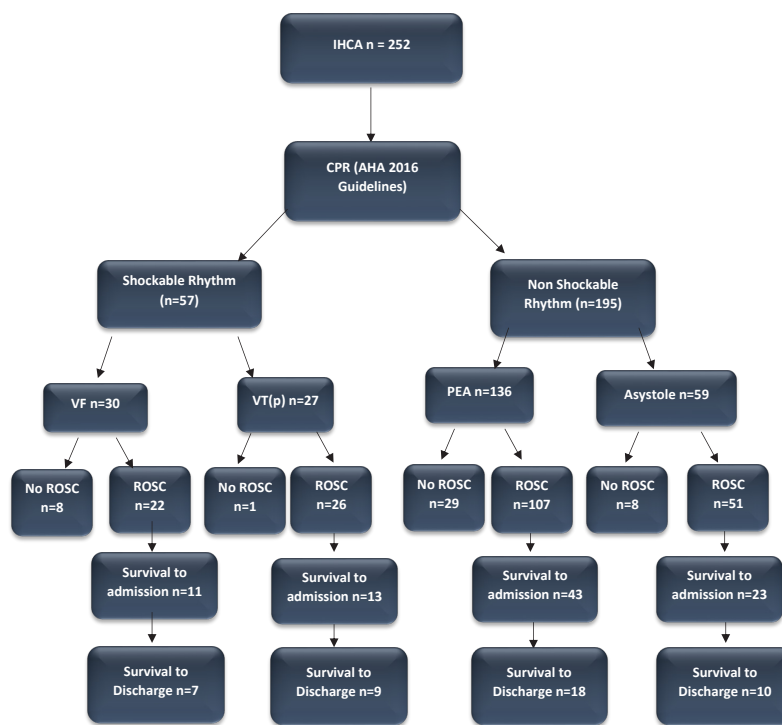 IHCA n = 252
CPR (AHA 2016
Guidelines)
Shockable Rhythm
(n=57)
Non Shockable
Rhythm (n=195)
VF n=30
VT(p) n=27
PEA n=136
Asystole n=59
No ROSC
n=8
ROSC
n=22
No ROSC
n=1
ROSC
n=26
No ROSC
n=29
ROSC
n=107
No ROSC
n=8
ROSC
n=51
Survival to
admission n=11
Survival to
admission n=13
Survival to
admission n=43
Survival to
admission n=23
Survival to
Discharge n=7
Survival to
Discharge n=9
Survival to
Discharge n=18
Survival to
Discharge n=10